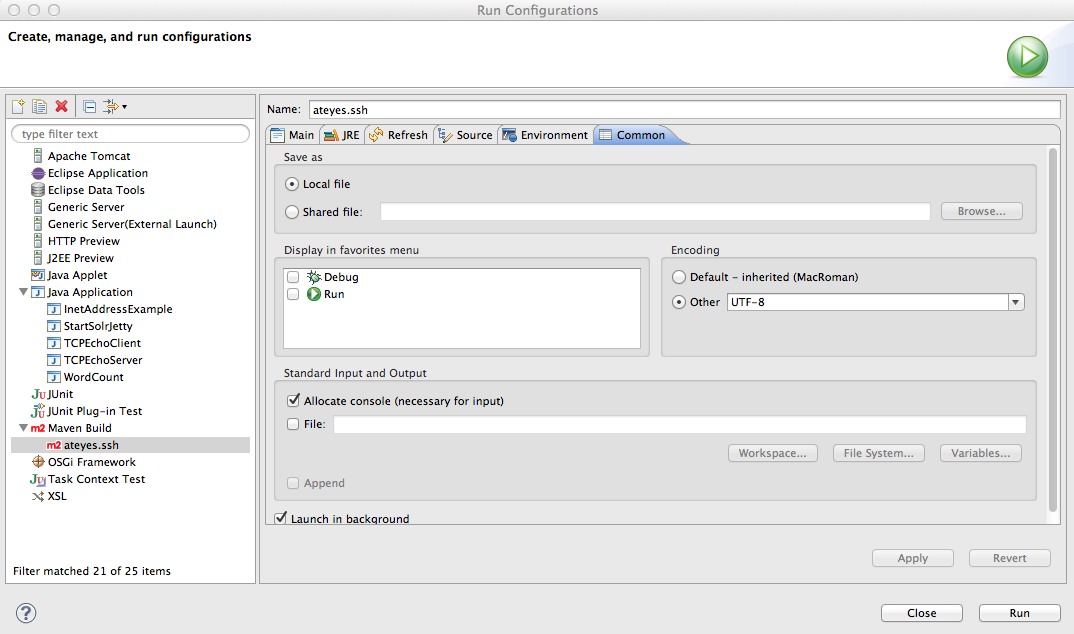 Run Configurations
Create, manage, and run configurations
type filter text
Apache Tomcat
Eclipse Application
Eclipse Data Tools
Generic Server
Generic Server(External Launch)
HTTP Preview
J2EE Preview
Java Applet
Java Application
InetAddressExample
StartSolrJetty
TCPEchoClient
TCPEchoServer
WordCount
JUnit
JUnit Plug-in Test
m2 Maven Build
m2 ateyes.ssh
OSGi Framework
Task Context Test
XSL
Filter matched 21 of 25 items
Name: ateyes.ssh
Main JRE Refresh Source Environment Common
Save as
Local file
Shared file: Browse...
Display in favorites menu
Debug
Run
Encoding
Default - inherited (MacRoman)
Other UTF-8
Standard Input and Output
Allocate console (necessary for input)
File:
Workspace... File System... Variables...
Append
Launch in background
Apply Revert
? Close Run